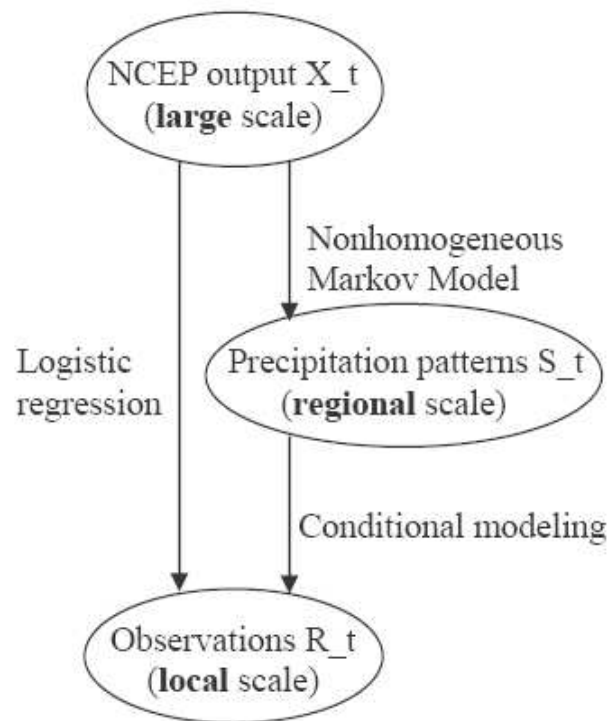 NCEP output X_t
(large scale)
Nonhomogeneous
Markov Model
Logistic
regression
Precipitation patterns S_t
(regional scale)
Conditional modeling
Observations R_t
(local scale)